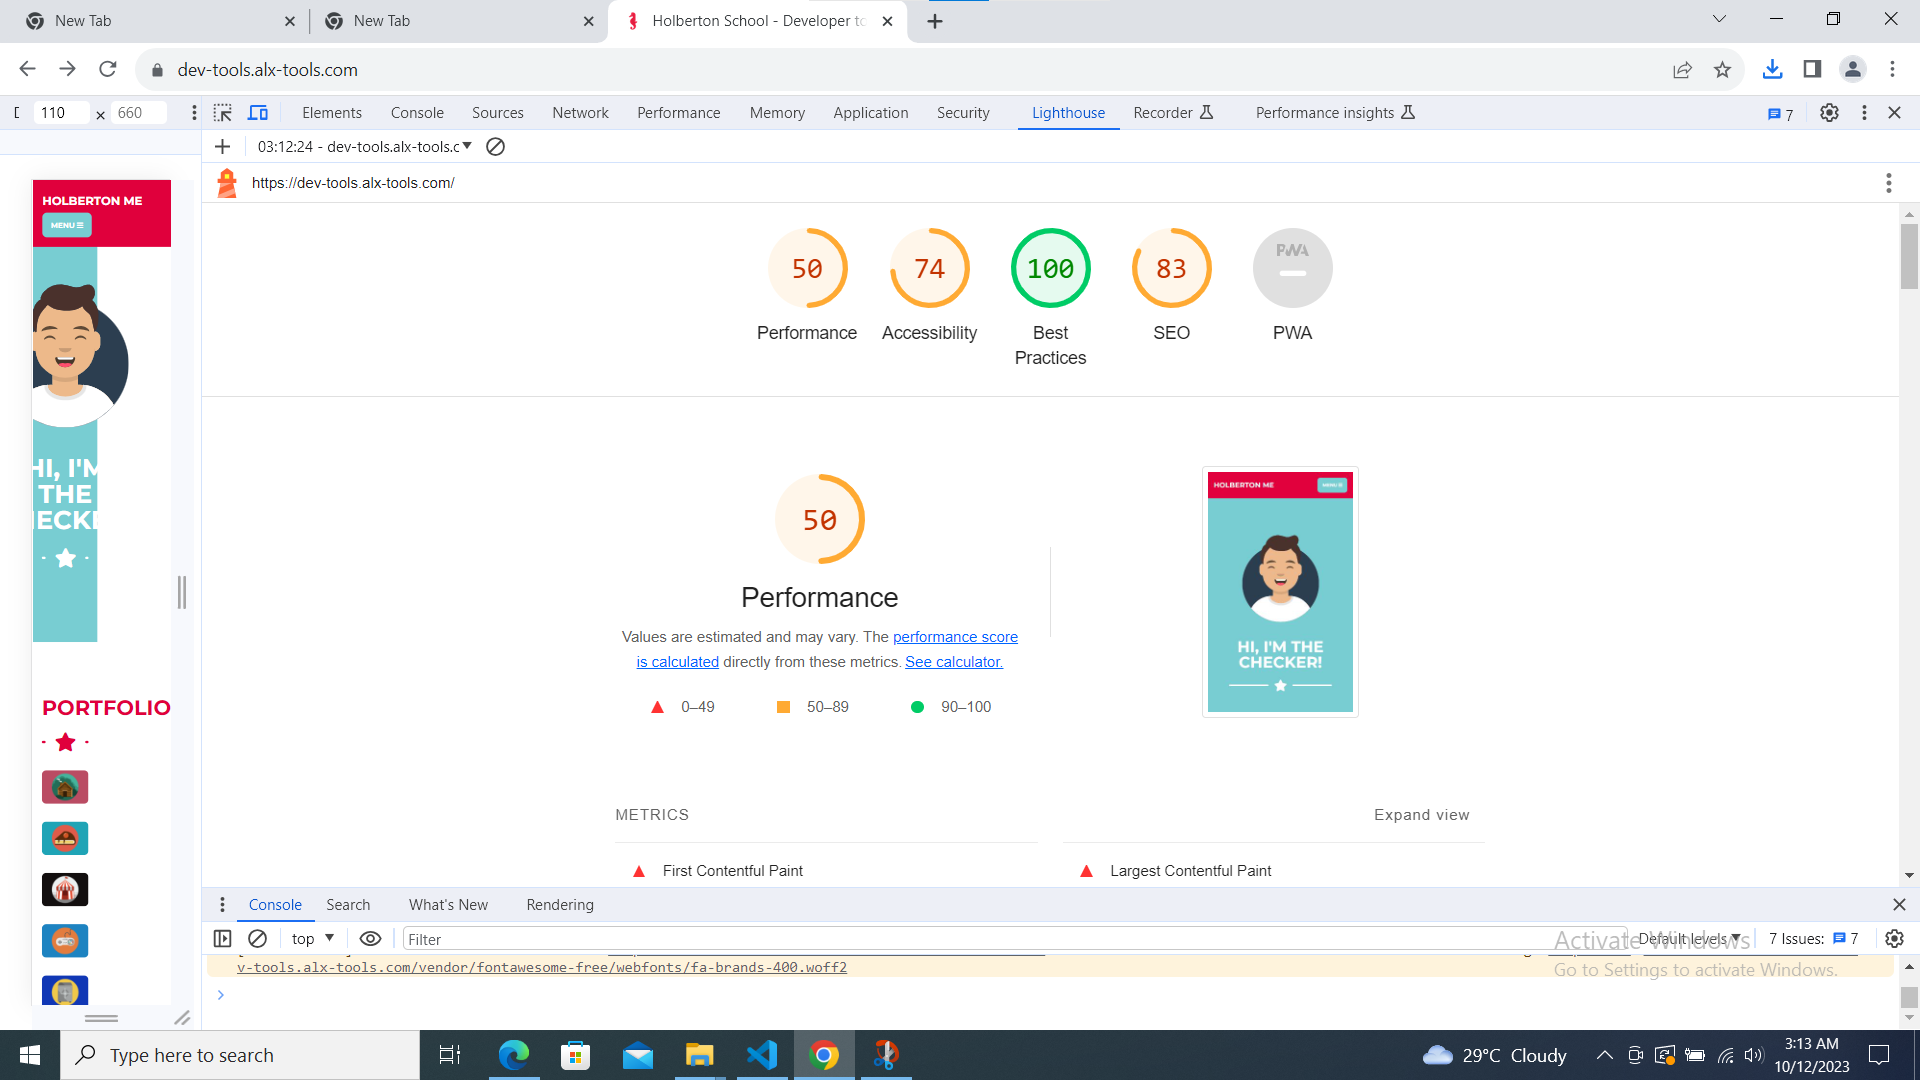 New Tab
New Tab
Holberton School - Developer to
dev-tools.alx-tools.com
110 × 660
Elements Console Sources Network Performance Memory Application Security Lighthouse Recorder Performance insights 7
03:12:24 - dev-tools.alx-tools.c
https://dev-tools.alx-tools.com/
HOLBERTON ME
MENU
HI, I'M
THE
HECKE
PORTFOLIO
50 74 100 83 PWA
Performance Accessibility Best Practices SEO PWA
50
Performance
Values are estimated and may vary. The performance score
is calculated directly from these metrics. See calculator.
0–49 50–89 90–100
HOLBERTON ME MENU
HI, I'M THE
CHECKER!
METRICS Expand view
First Contentful Paint Largest Contentful Paint
Console Search What's New Rendering
top Filter Default levels 7 Issues: 7
v-tools.alx-tools.com/vendor/fontawesome-free/webfonts/fa-brands-400.woff2
Activate Windows
Go to Settings to activate Windows.
Type here to search
29°C Cloudy
3:13 AM
10/12/2023